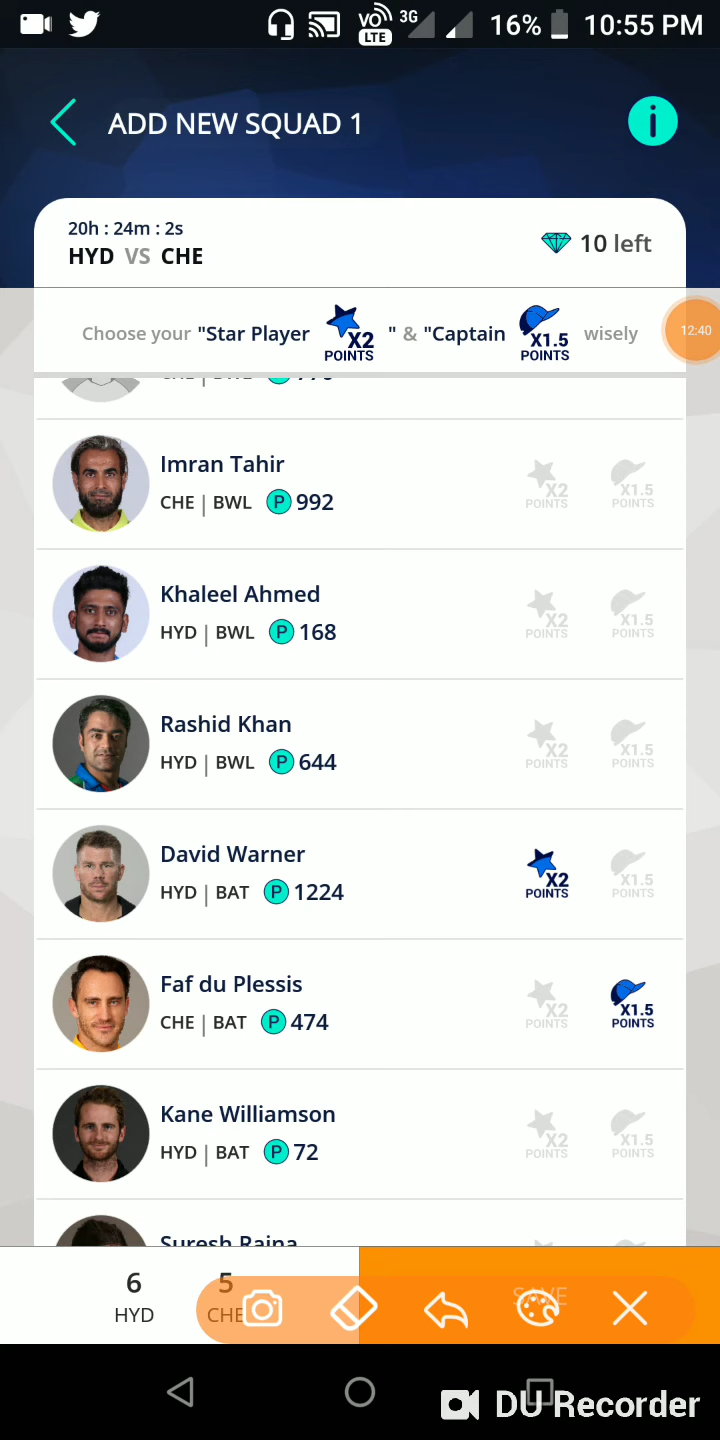 VO LTE 3G 16% 10:55 PM
ADD NEW SQUAD 1 i
20h : 24m : 2s
HYD VS CHE 10 left
Choose your "Star Player X2 POINTS " & "Captain X1.5 POINTS wisely
12:40
Imran Tahir
CHE | BWL P 992
X2 POINTS X1.5 POINTS
Khaleel Ahmed
HYD | BWL P 168
X2 POINTS X1.5 POINTS
Rashid Khan
HYD | BWL P 644
X2 POINTS X1.5 POINTS
David Warner
HYD | BAT P 1224
X2 POINTS X1.5 POINTS
Faf du Plessis
CHE | BAT P 474
X2 POINTS X1.5 POINTS
Kane Williamson
HYD | BAT P 72
X2 POINTS X1.5 POINTS
Suresh Raina
6 5
HYD CHE
SAVE
DU Recorder